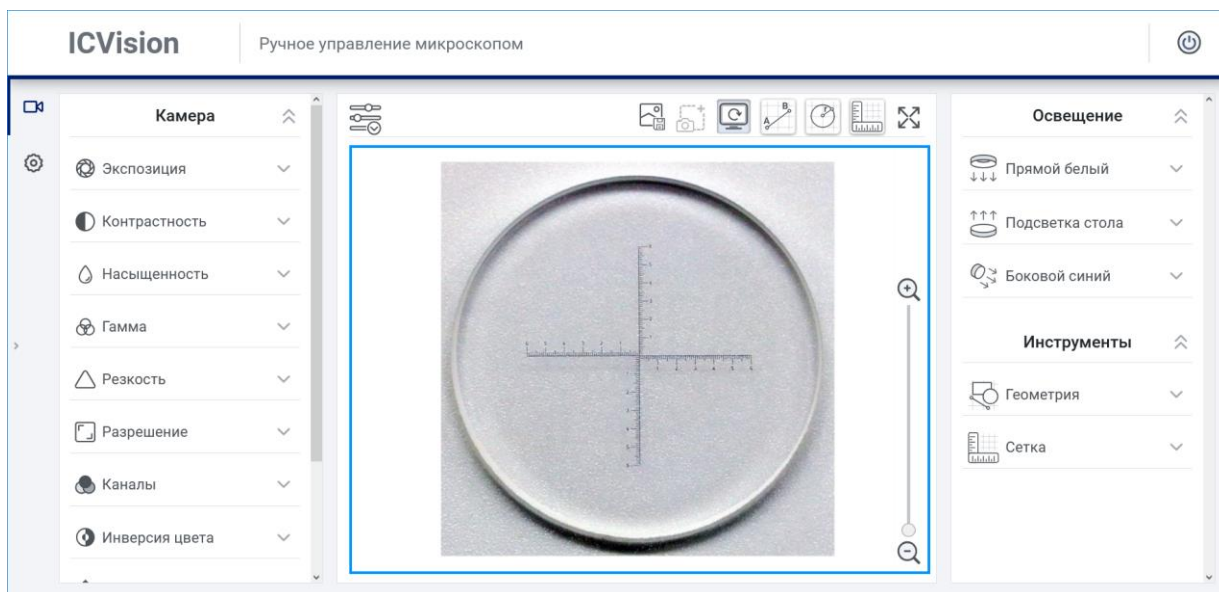 ICVision
Ручное управление микроскопом
Камера
Экспозиция
Контрастность
Насыщенность
Гамма
Резкость
Разрешение
Каналы
Инверсия цвета
A B
Освещение
Прямой белый
Подсветка стола
Боковой синий
Инструменты
Геометрия
Сетка